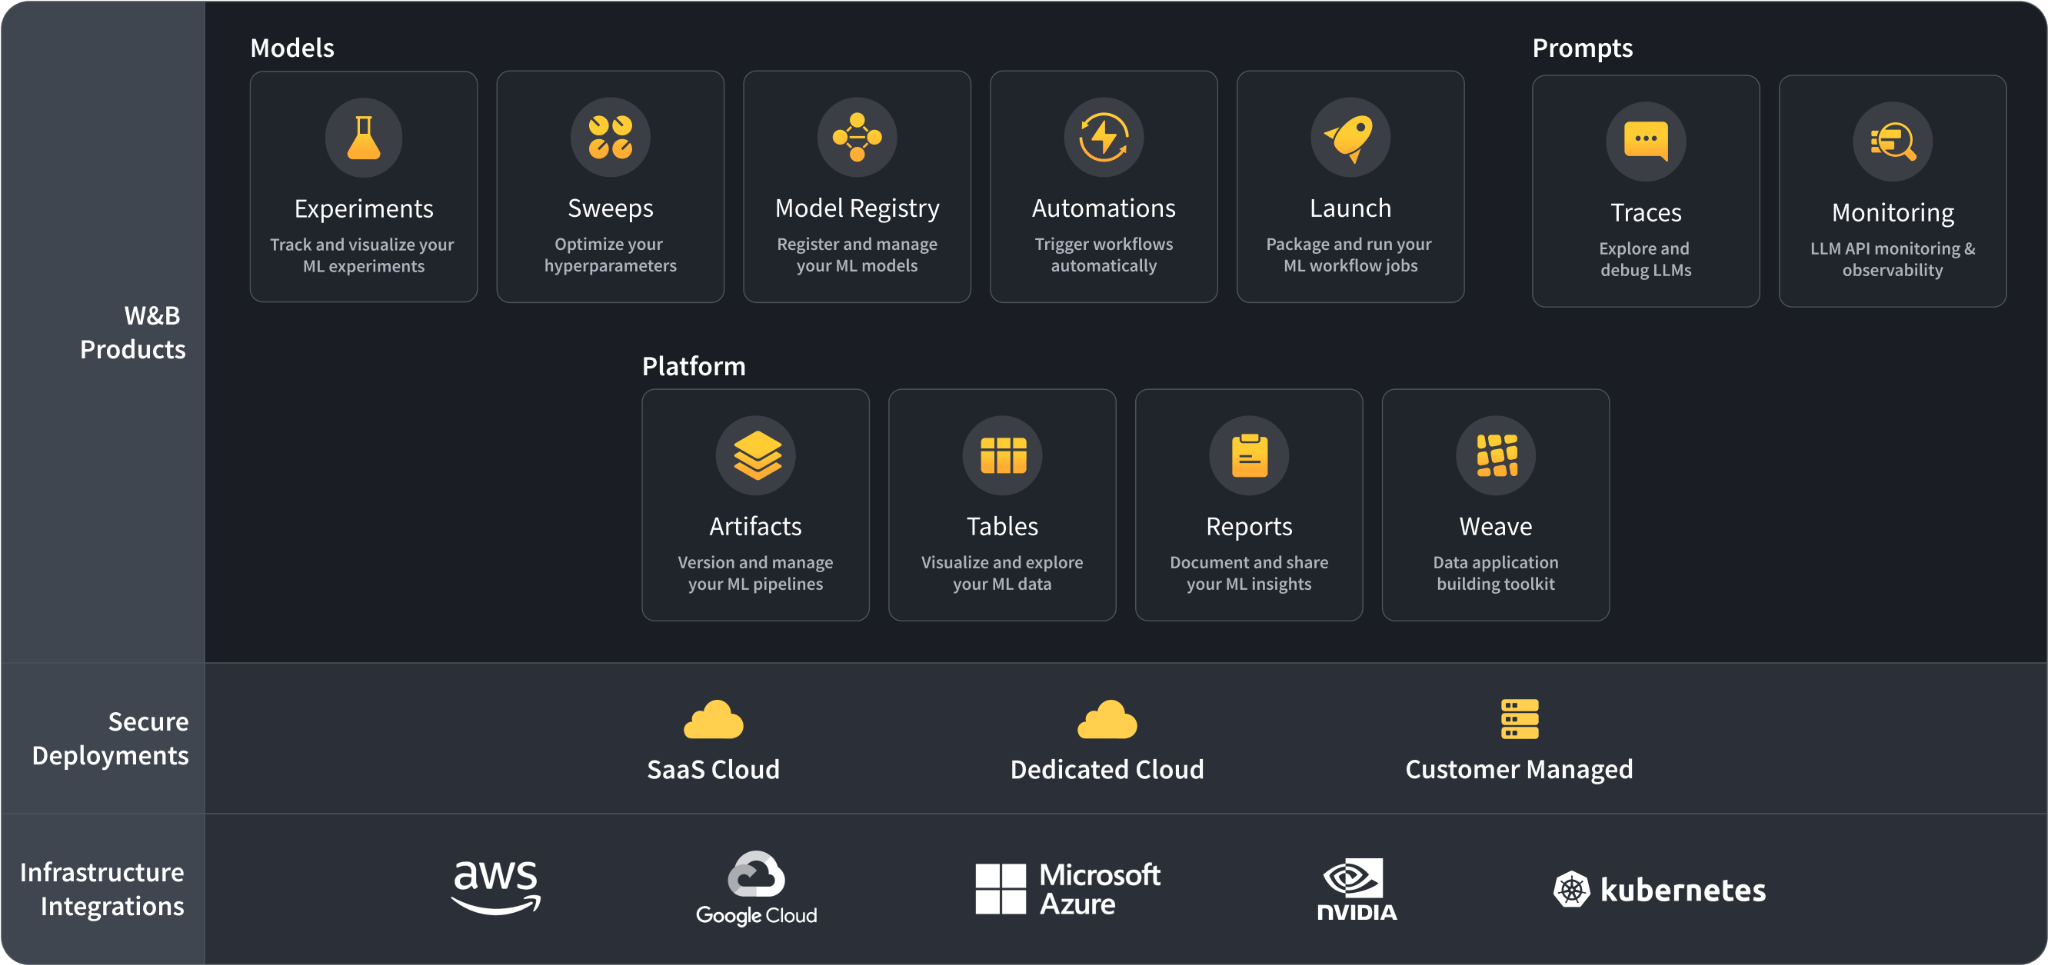 Models
Experiments
Track and visualize your
ML experiments
Sweeps
Optimize your
hyperparameters
Model Registry
Register and manage
your ML models
Automations
Trigger workflows
automatically
Launch
Package and run your
ML workflow jobs
Prompts
Traces
Explore and
debug LLMs
Monitoring
LLM API monitoring &
observability
W&B
Products
Platform
Artifacts
Version and manage
your ML pipelines
Tables
Visualize and explore
your ML data
Reports
Document and share
your ML insights
Weave
Data application
building toolkit
Secure
Deployments
SaaS Cloud
Dedicated Cloud
Customer Managed
Infrastructure
Integrations
aws
Google Cloud
Microsoft
Azure
NVIDIA
kubernetes